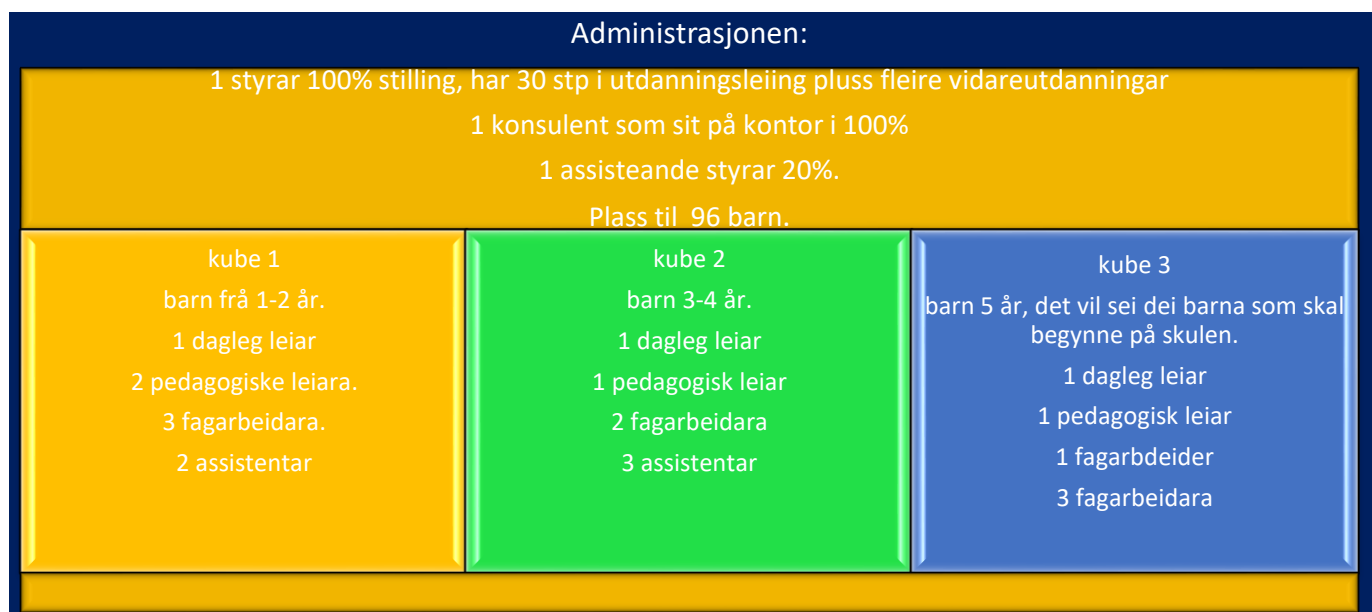 Administrasjonen:
1 styrar 100% stilling, har 30 stp i utdanningsleiing pluss fleire vidareutdanningar
1 konsulent som sit på kontor i 100%
1 assisteande styrar 20%.
Plass til 96 barn.
kube 1
barn frå 1-2 år.
1 dagleg leiar
2 pedagogiske leiara.
3 fagarbeidara.
2 assistentar
kube 2
barn 3-4 år.
1 dagleg leiar
1 pedagogisk leiar
2 fagarbeidara
3 assistentar
kube 3
barn 5 år, det vil sei dei barna som skal
begynne på skulen.
1 dagleg leiar
1 pedagogisk leiar
1 fagarbdeider
3 fagarbeidara